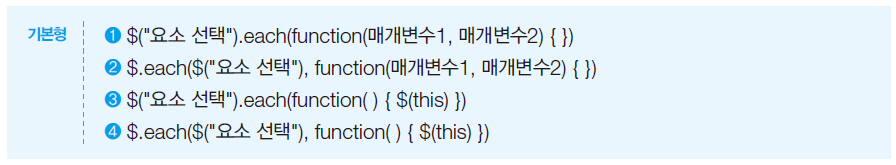 기본형
❶ $("요소 선택").each(function(매개변수1, 매개변수2) { })
❷ $.each($("요소 선택"), function(매개변수1, 매개변수2) { })
❸ $("요소 선택").each(function( ) { $(this) })
❹ $.each($("요소 선택"), function( ) { $(this) })